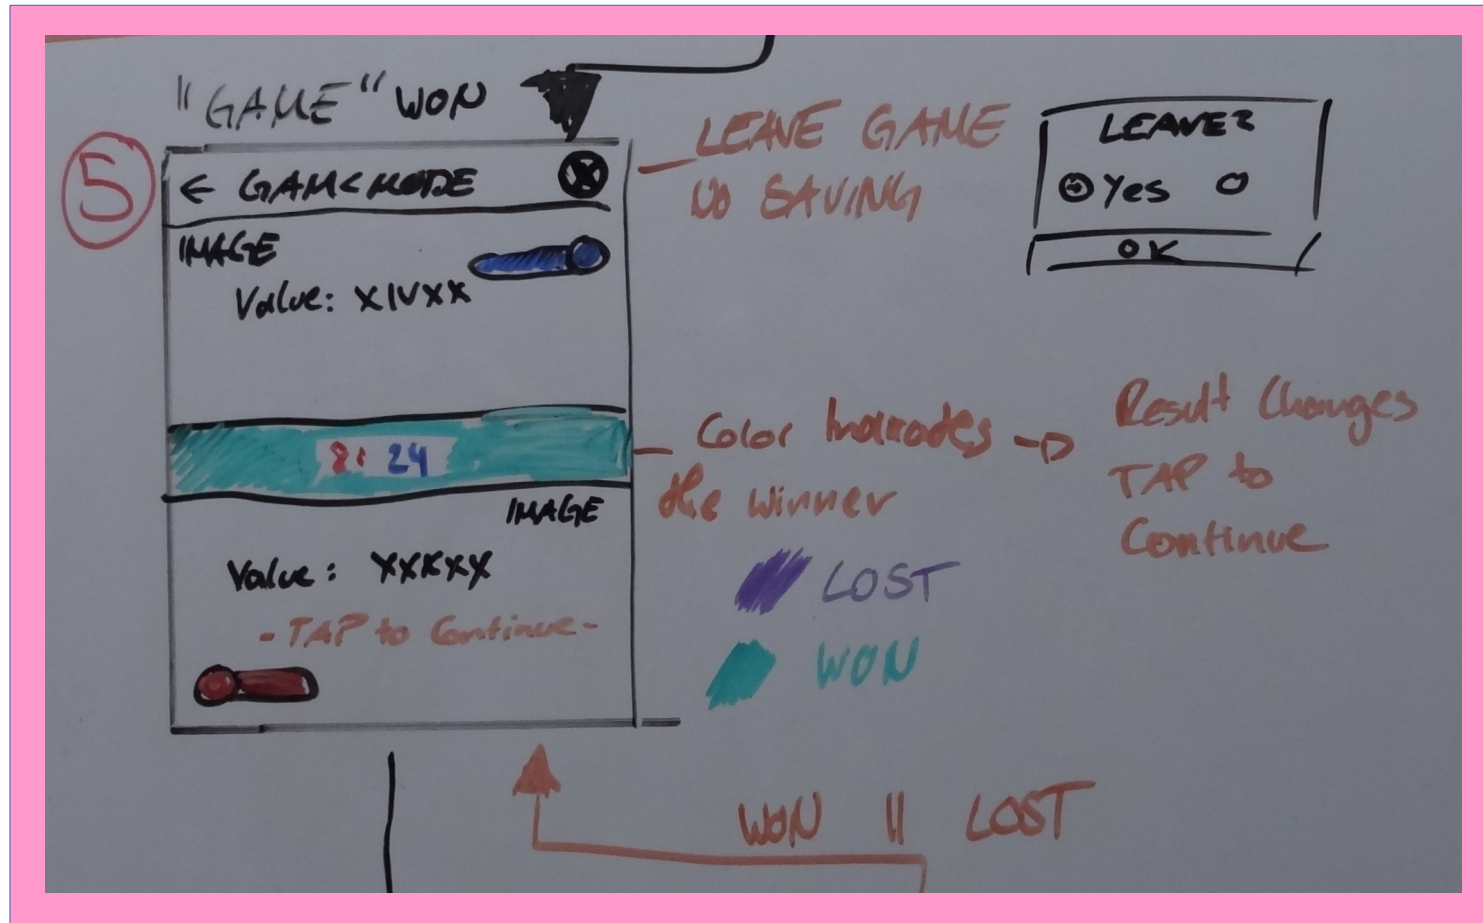 "GAME" WON
5
← GAMEMODE X
IMAGE
Value: XIVXX
8: 24
IMAGE
Value: XXXXX
- TAP to Continue -
LEAVE GAME
NO SAVING
LEAVE?
Yes
OK
Color
the winner
Result Changes
TAP to
Continue
LOST
WON
WON || LOST